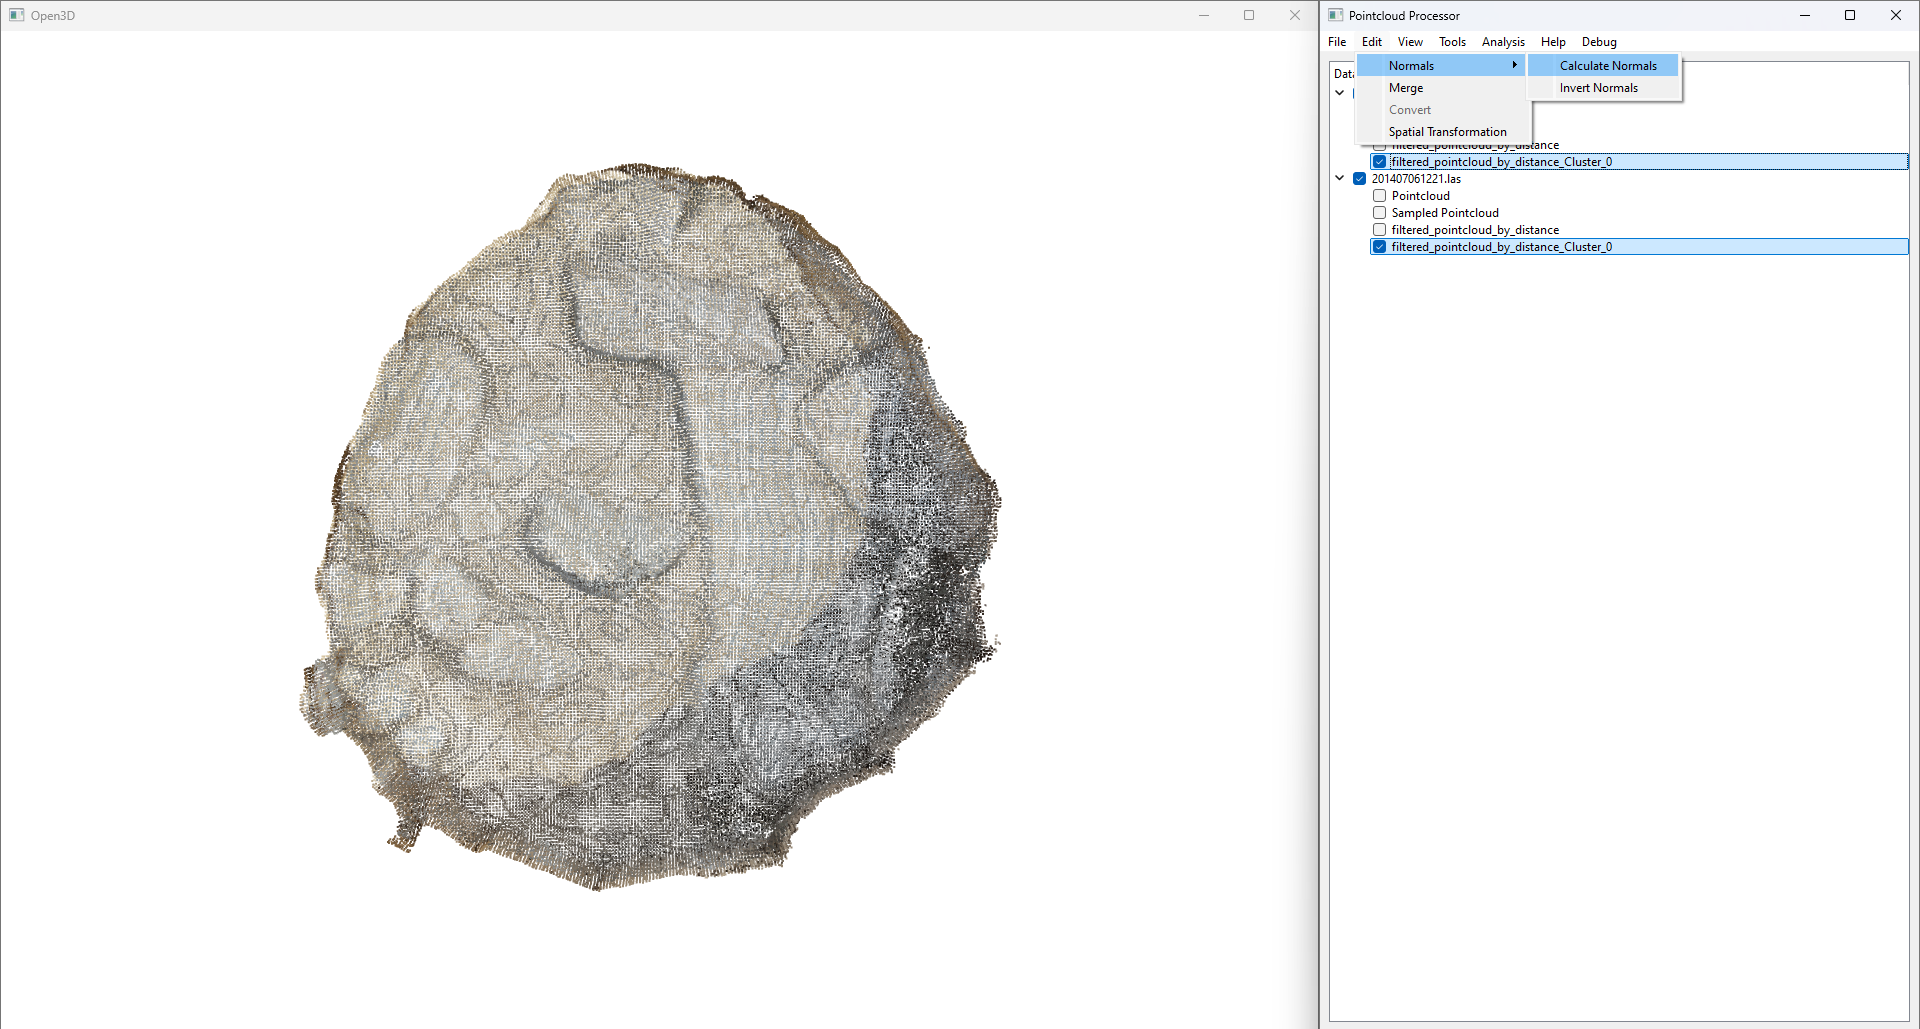 Open3D
Pointcloud Processor
File Edit View Tools Analysis Help Debug
Normals
Calculate Normals
Merge
Invert Normals
Convert
Spatial Transformation
filtered_pointcloud_by_distance
filtered_pointcloud_by_distance_Cluster_0
201407061221.las
Pointcloud
Sampled Pointcloud
filtered_pointcloud_by_distance
filtered_pointcloud_by_distance_Cluster_0